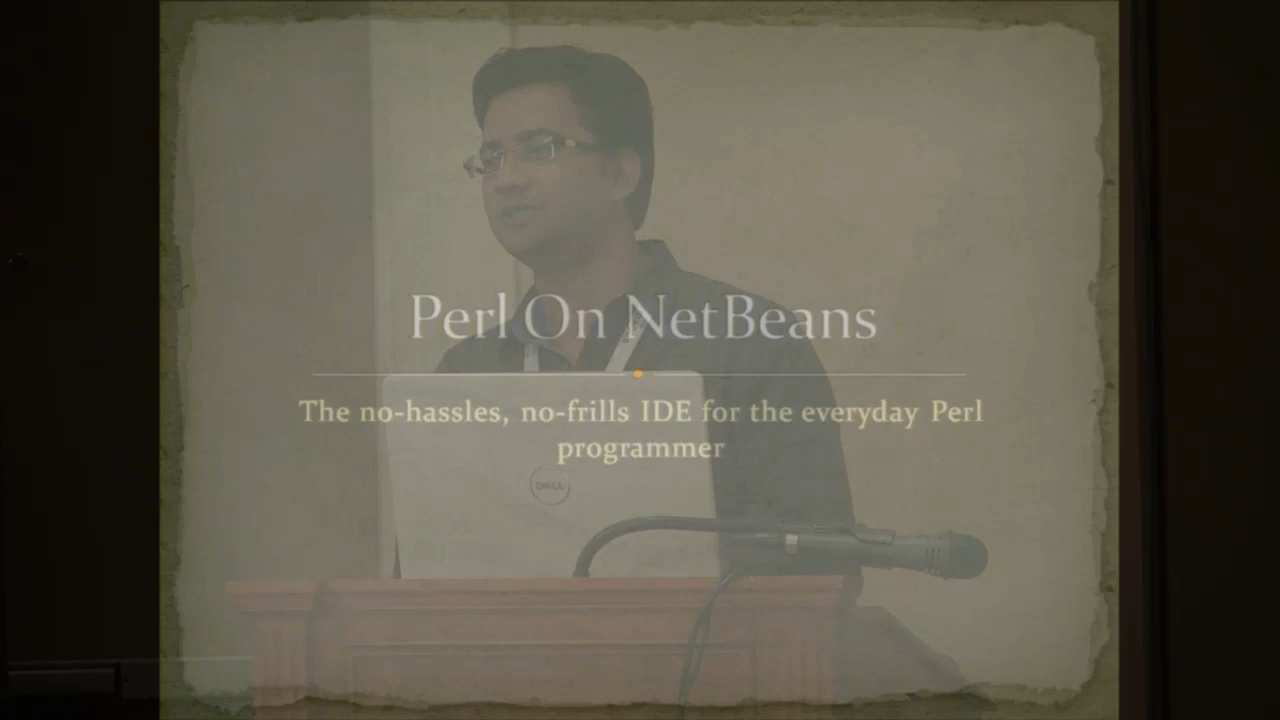 Perl On NetBeans
The no-hassles, no-frills IDE for the everyday Perl
programmer
DELL